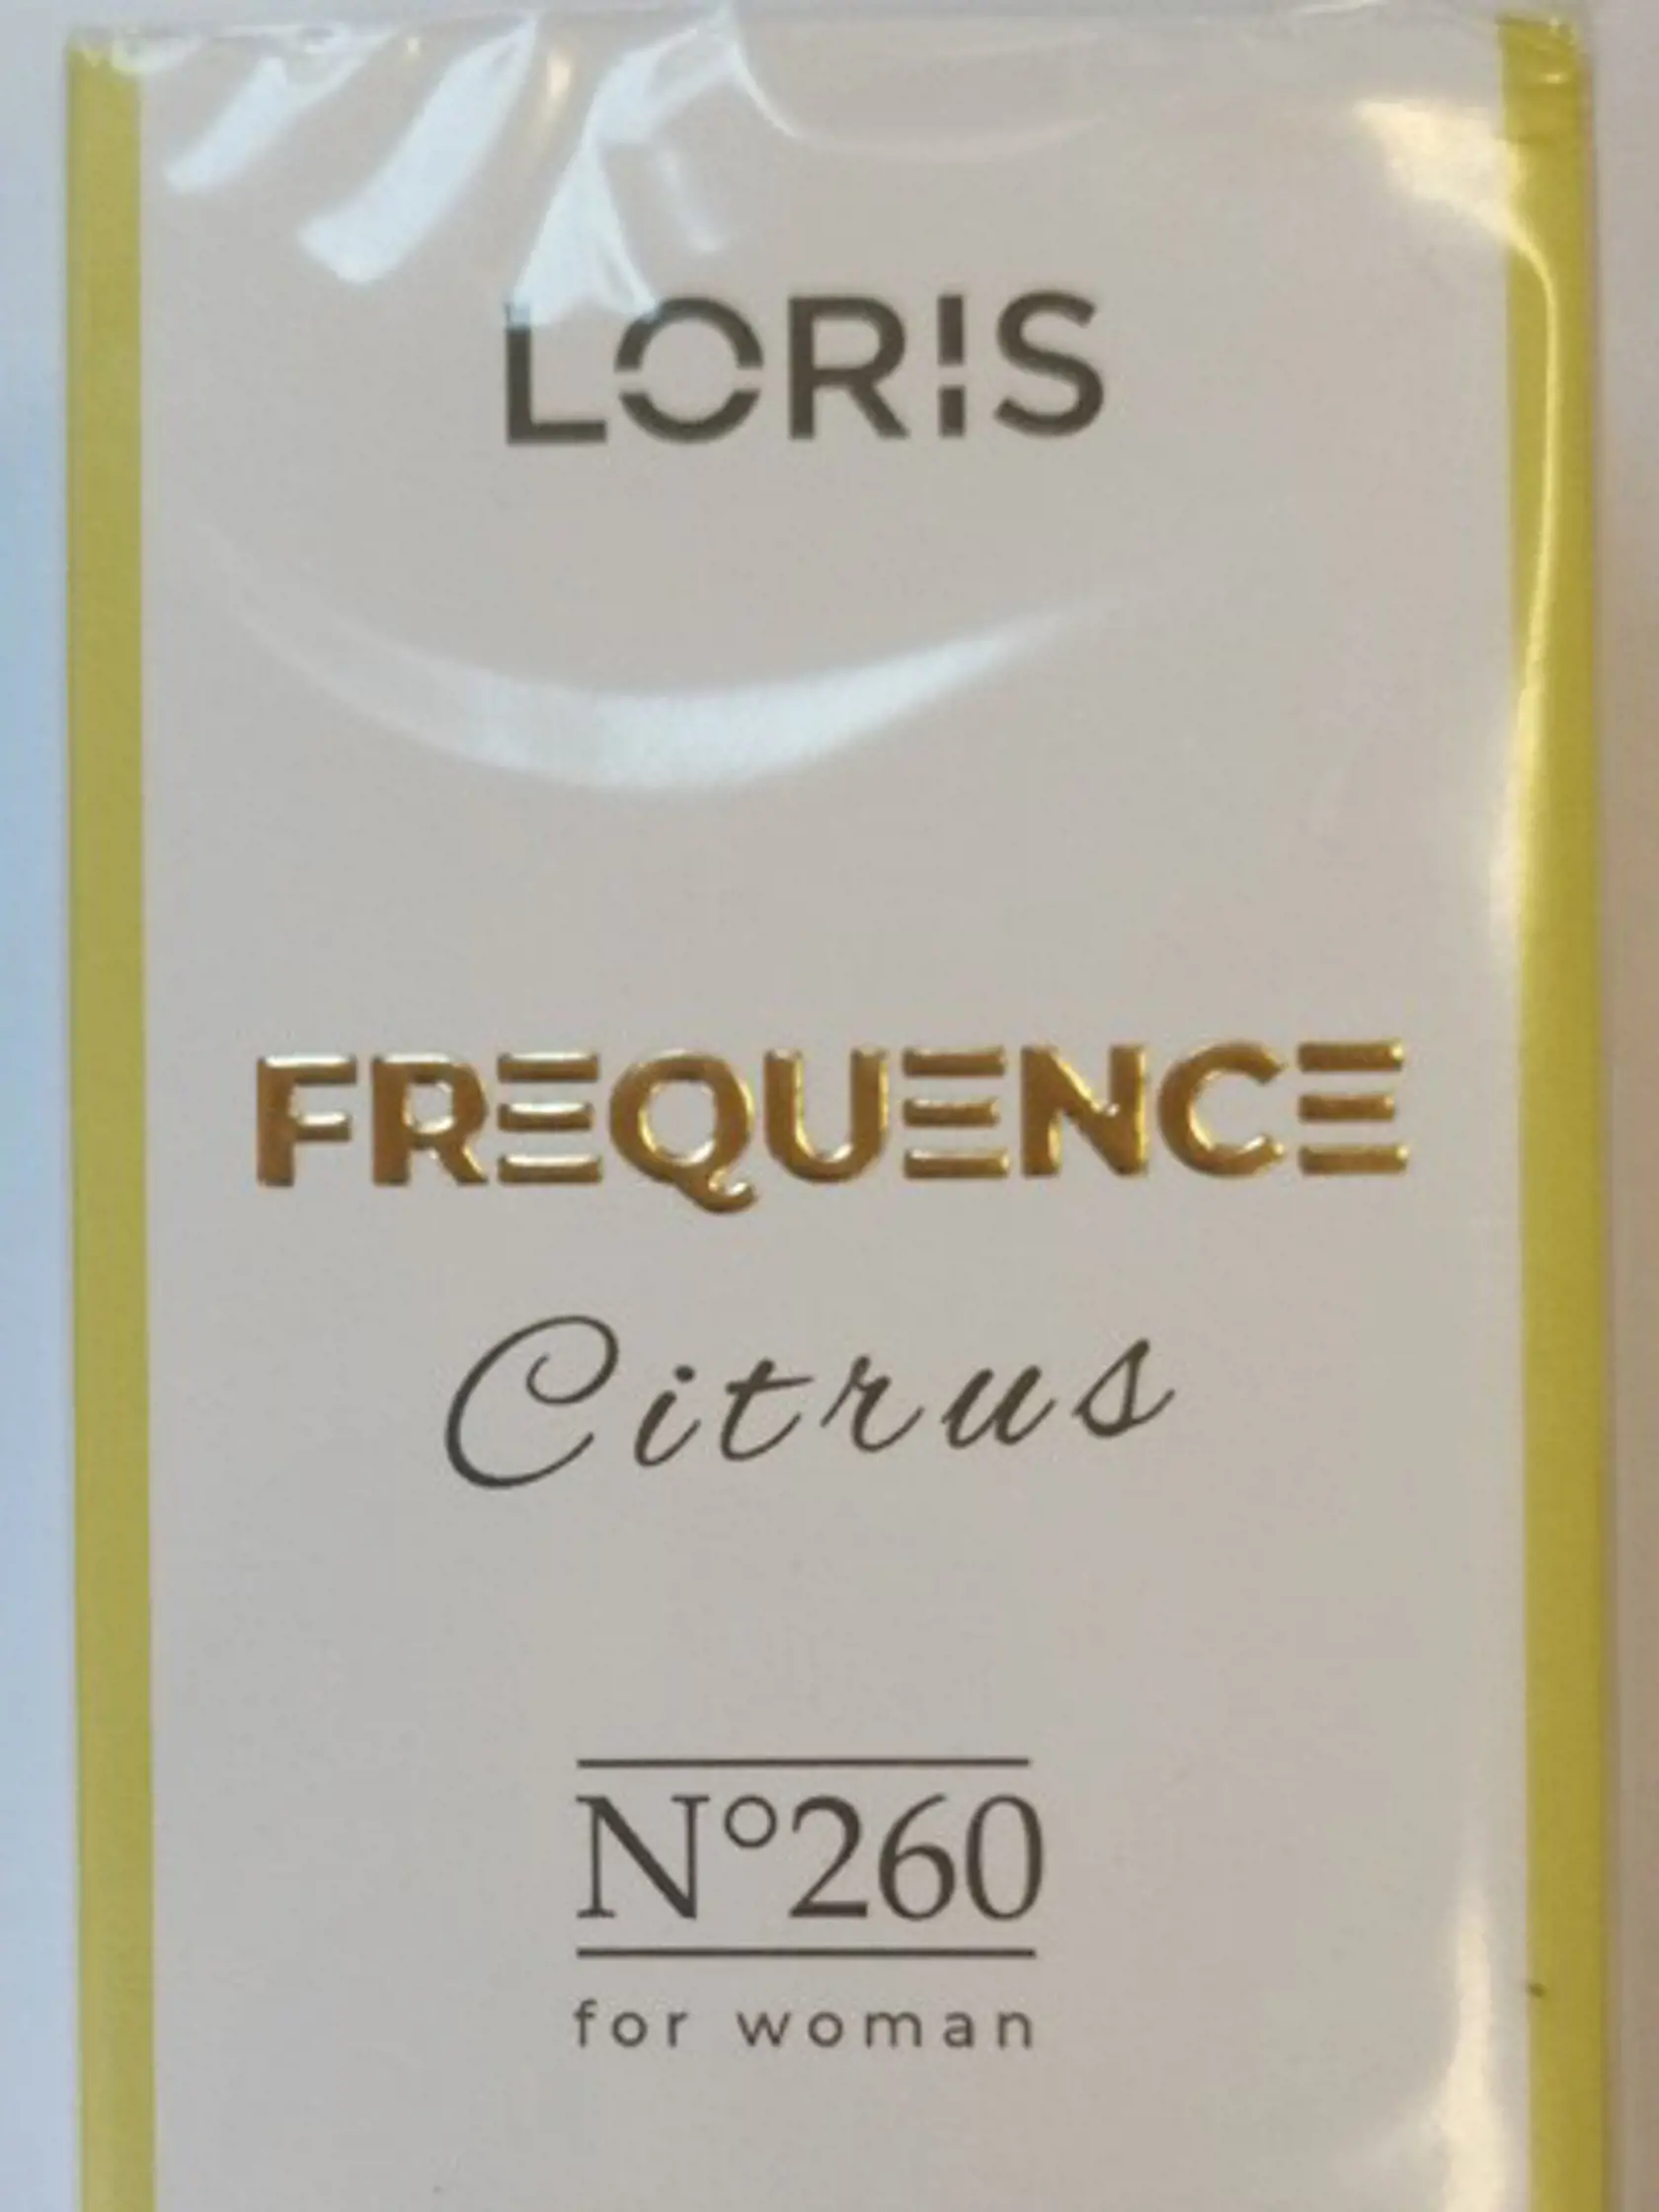 LORIS
FREQUENCE
Citrus
N°260
for woman